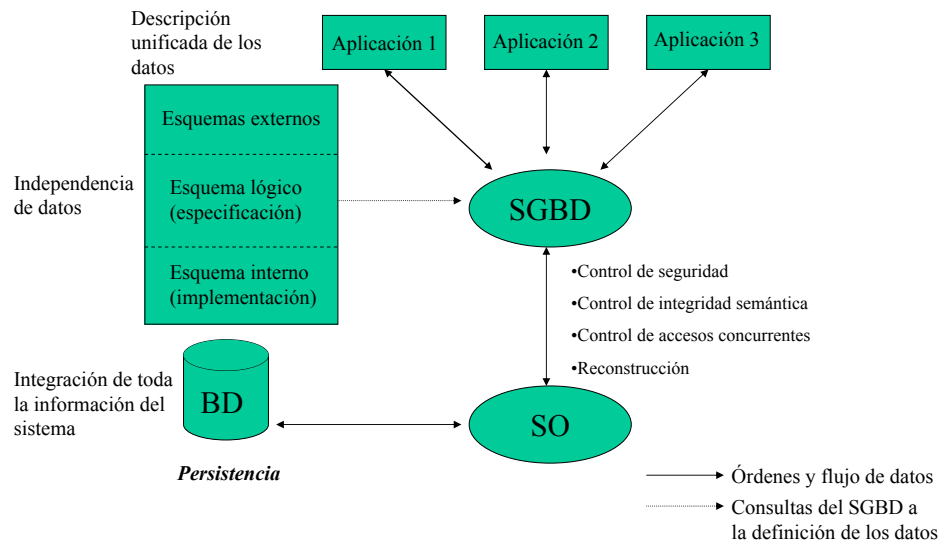 Descripción
unificada de los
datos
Aplicación 1
Aplicación 2
Aplicación 3
Esquemas externos
Independencia
de datos
Esquema lógico
(especificación)
SGBD
Esquema interno
(implementación)
•Control de seguridad
•Control de integridad semántica
•Control de accesos concurrentes
•Reconstrucción
Integración de toda
la información del
sistema
BD
SO
Persistencia
Órdenes y flujo de datos
Consultas del SGBD a
la definición de los datos